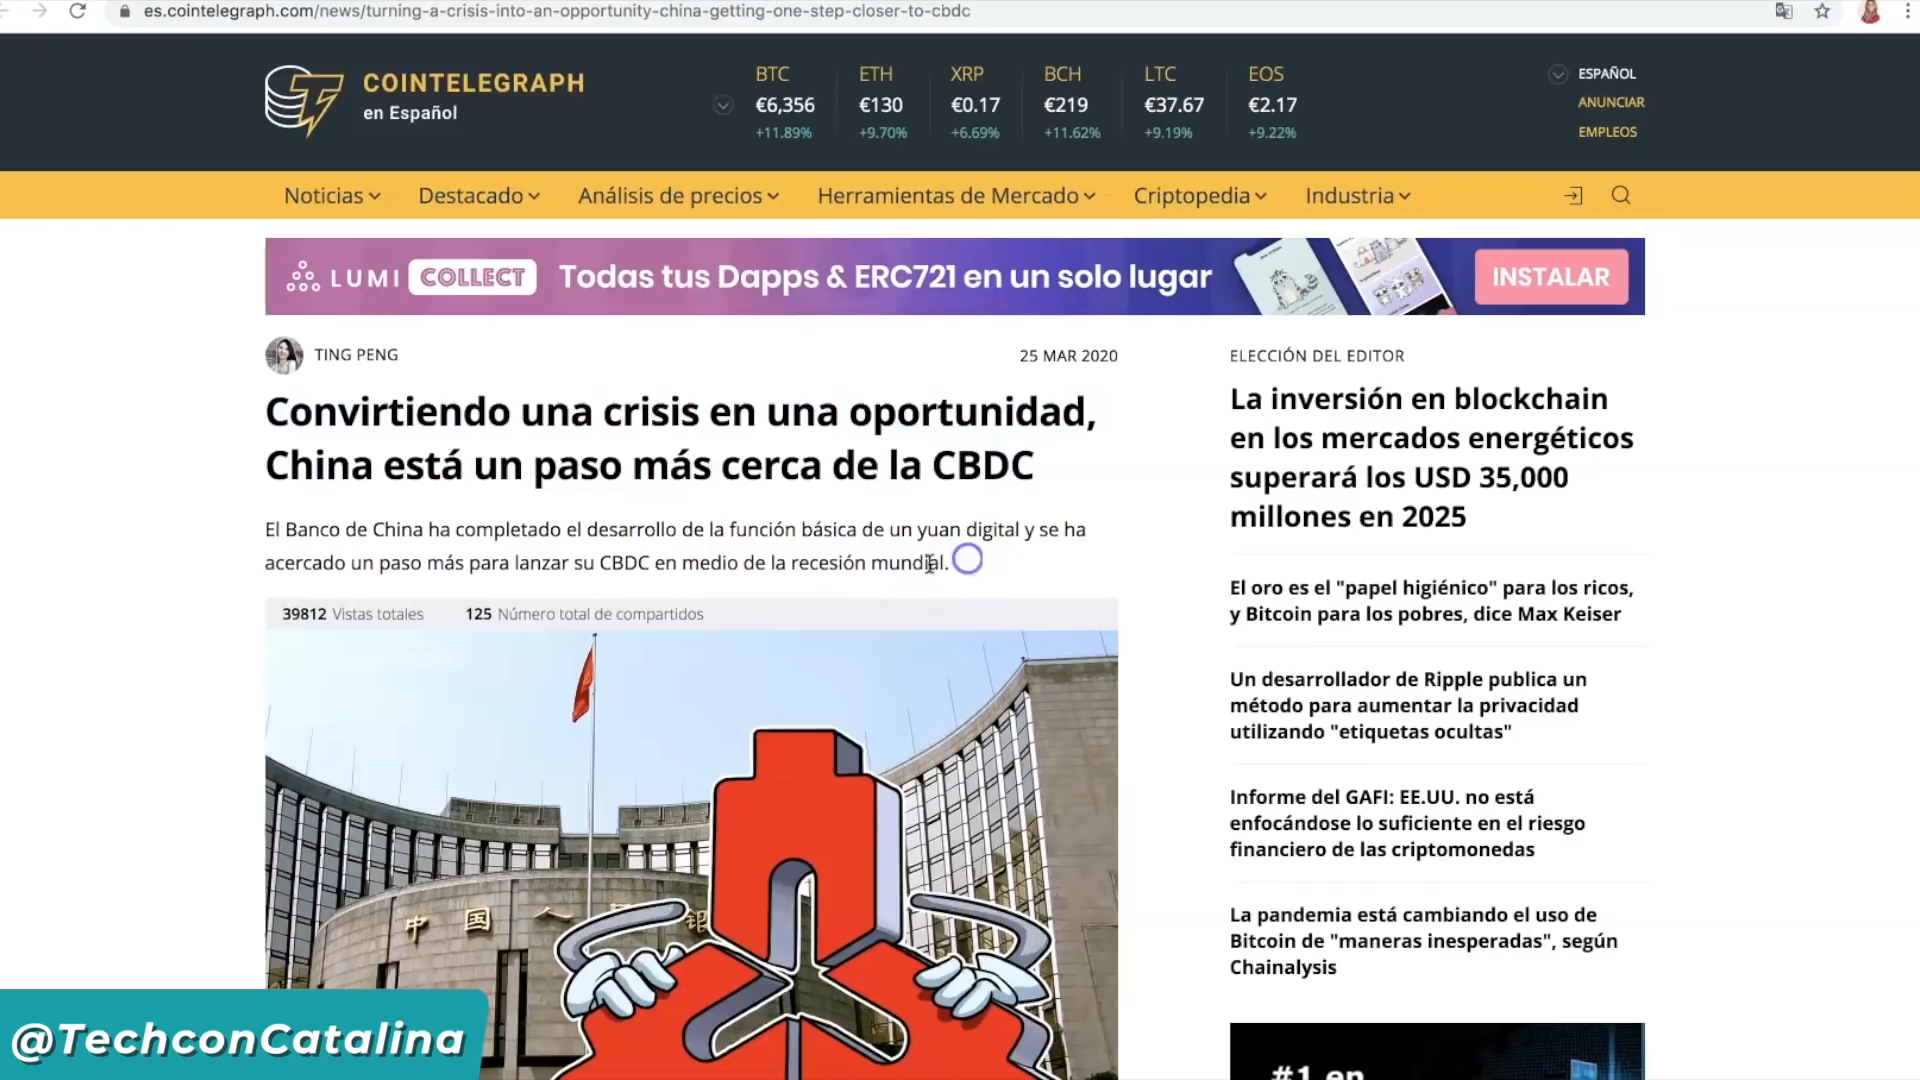 es.cointelegraph.com/news/turning-a-crisis-into-an-opportunity-china-getting-one-step-closer-to-cbdc
COINTELEGRAPH
en Español
BTC ETH XRP BCH LTC EOS
€6,356 €130 €0.17 €219 €37.67 €2.17
+11.89% +9.70% +6.69% +11.62% +9.19% +9.22%
ESPAÑOL
ANUNCIAR
EMPLEOS
Noticias Destacado Análisis de precios Herramientas de Mercado Criptopedia Industria
LUMI COLLECT Todas tus Dapps & ERC721 en un solo lugar INSTALAR
TING PENG
25 MAR 2020
Convirtiendo una crisis en una oportunidad,
China está un paso más cerca de la CBDC
El Banco de China ha completado el desarrollo de la función básica de un yuan digital y se ha
acercado un paso más para lanzar su CBDC en medio de la recesión mundial.
39812 Vistas totales 125 Número total de compartidos
中国人民银
ELECCIÓN DEL EDITOR
La inversión en blockchain
en los mercados energéticos
superará los USD 35,000
millones en 2025
El oro es el "papel higiénico" para los ricos,
y Bitcoin para los pobres, dice Max Keiser
Un desarrollador de Ripple publica un
método para aumentar la privacidad
utilizando "etiquetas ocultas"
Informe del GAFI: EE.UU. no está
enfocándose lo suficiente en el riesgo
financiero de las criptomonedas
La pandemia está cambiando el uso de
Bitcoin de "maneras inesperadas", según
Chainalysis
#1 en
@TechconCatalina